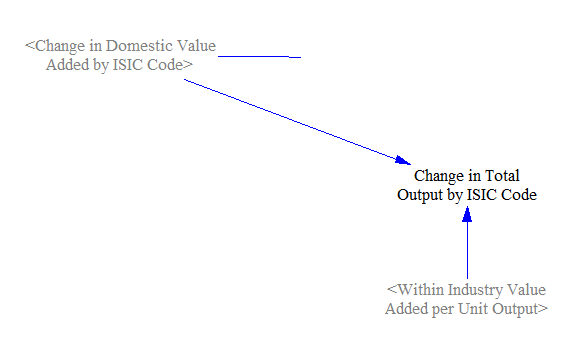 <Change in Domestic Value
Added by ISIC Code>
Change in Total
Output by ISIC Code
<Within Industry Value
Added per Unit Output>